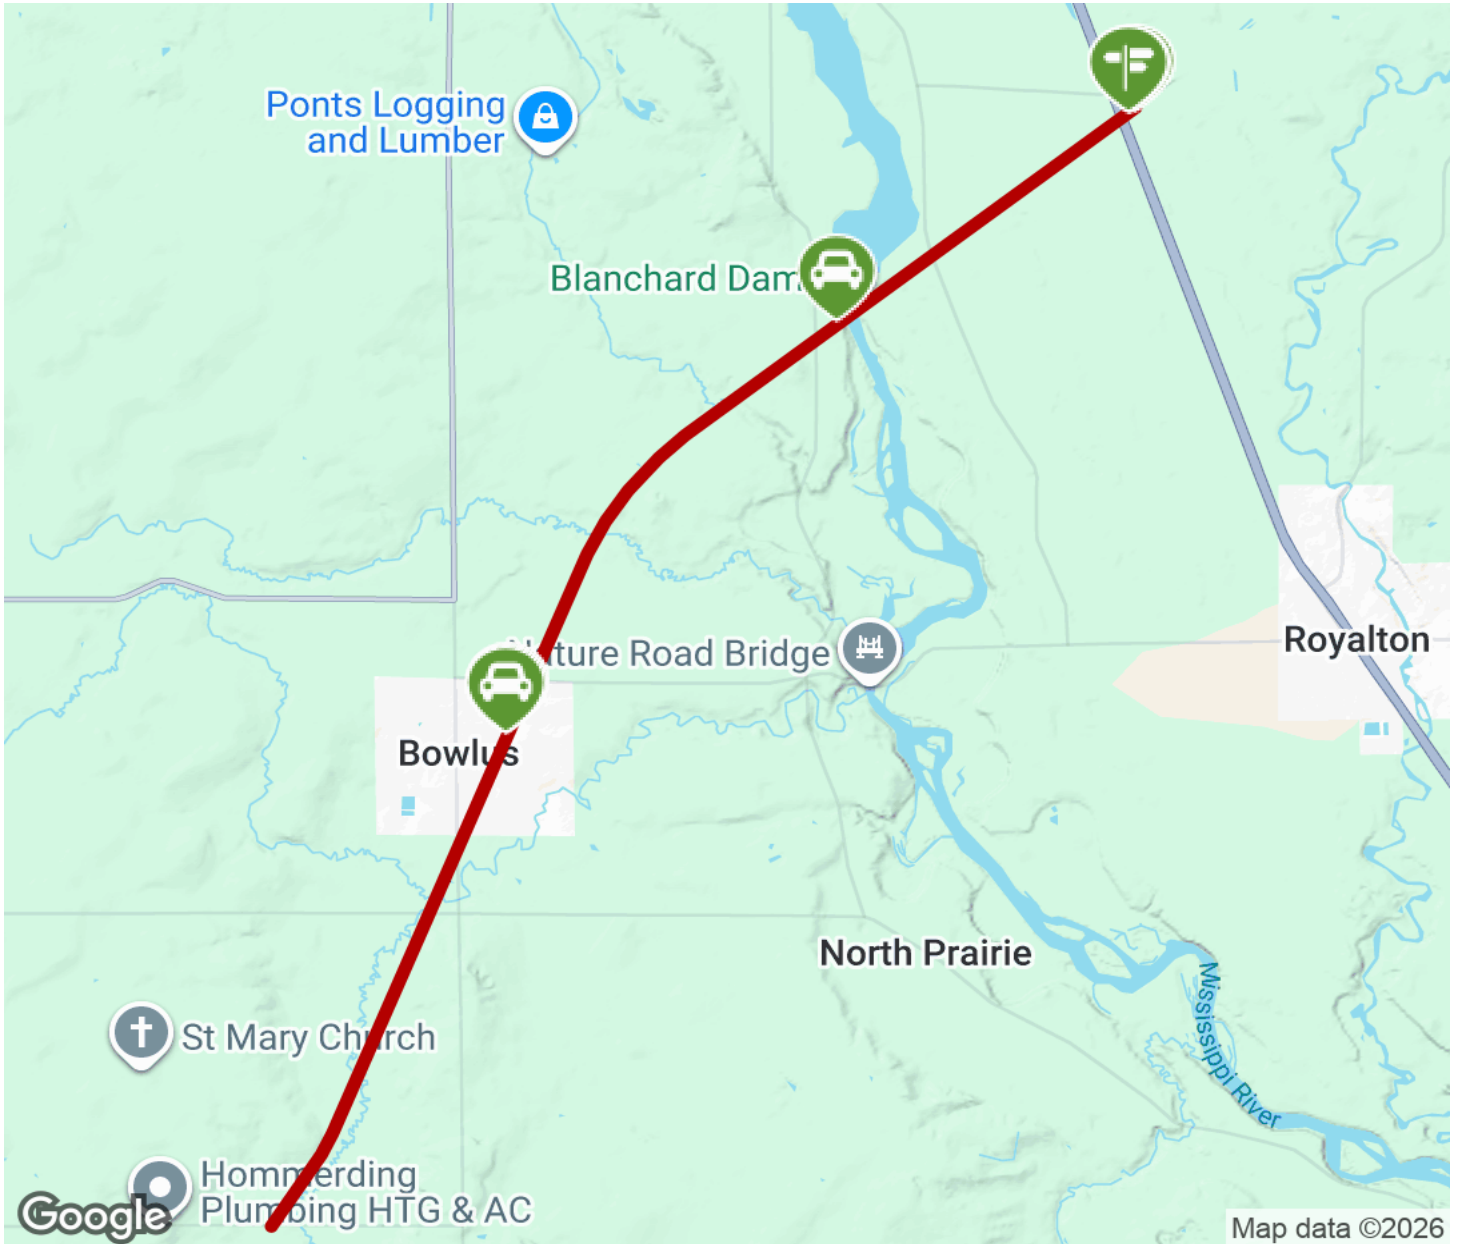 Ponts Logging
and Lumber
Blanchard Dam
Nature Road Bridge
Royalton
Bowlus
North Prairie
Mississippi River
St Mary Church
Hommerding
Plumbing HTG & AC
Google
Map data ©2026